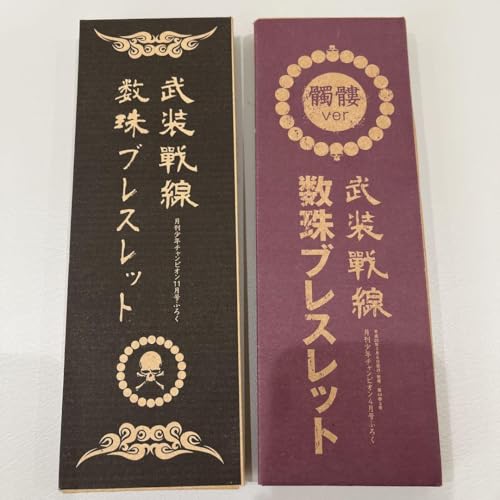 武装戰線
数珠ブレスレット
月刊少年チャンピオン11月号ふろく
髑髏
ver.
武装戰線
数珠ブレスレット
月刊少年チャンピオン4月号ふろく